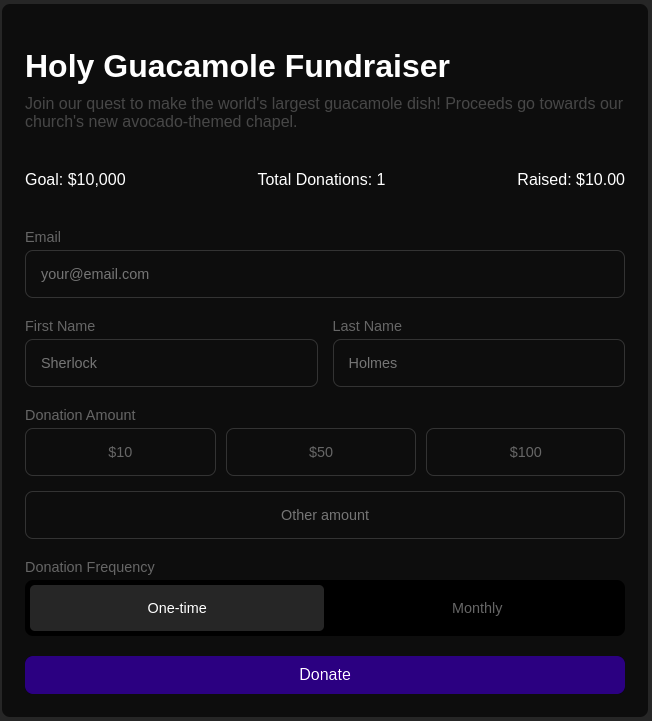 Holy Guacamole Fundraiser
Join our quest to make the world's largest guacamole dish! Proceeds go towards our
church's new avocado-themed chapel.
Goal: $10,000 Total Donations: 1 Raised: $10.00
Email
your@email.com
First Name Last Name
Sherlock Holmes
Donation Amount
$10 $50 $100
Other amount
Donation Frequency
One-time Monthly
Donate